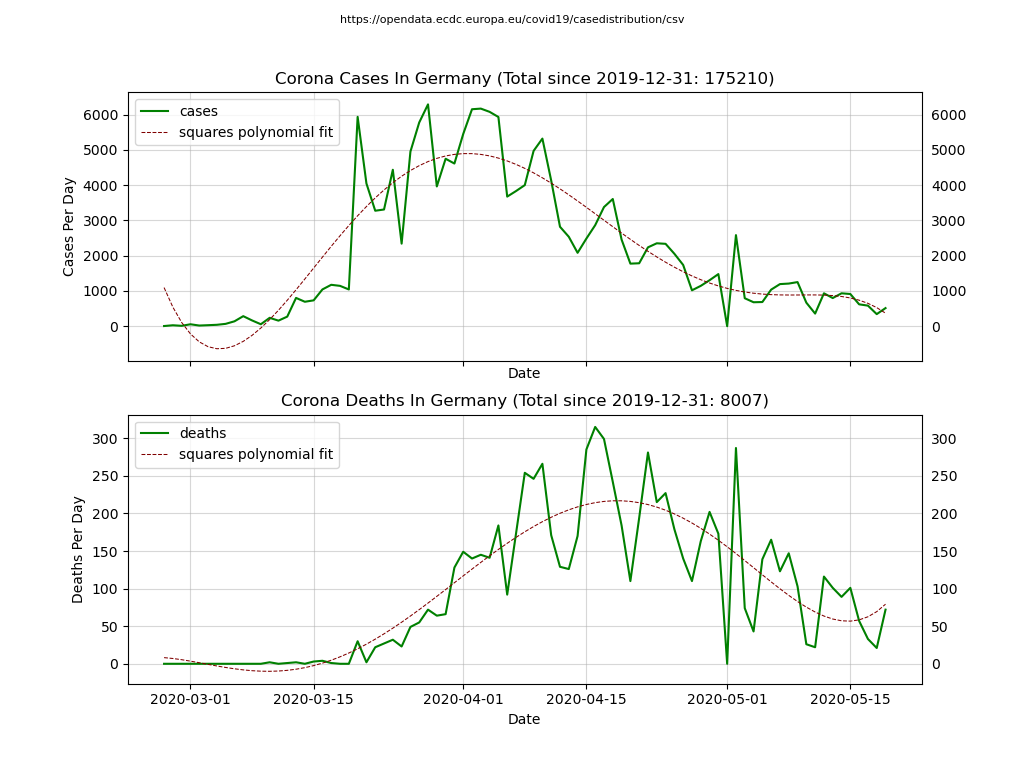 https://opendata.ecdc.europa.eu/covid19/casedistribution/csv
Corona Cases In Germany (Total since 2019-12-31: 175210)
cases
squares polynomial fit
Cases Per Day
6000
5000
4000
3000
2000
1000
0
6000
5000
4000
3000
2000
1000
0
Date
Corona Deaths In Germany (Total since 2019-12-31: 8007)
deaths
squares polynomial fit
Deaths Per Day
300
250
200
150
100
50
0
300
250
200
150
100
50
0
2020-03-01 2020-03-15 2020-04-01 2020-04-15 2020-05-01 2020-05-15
Date